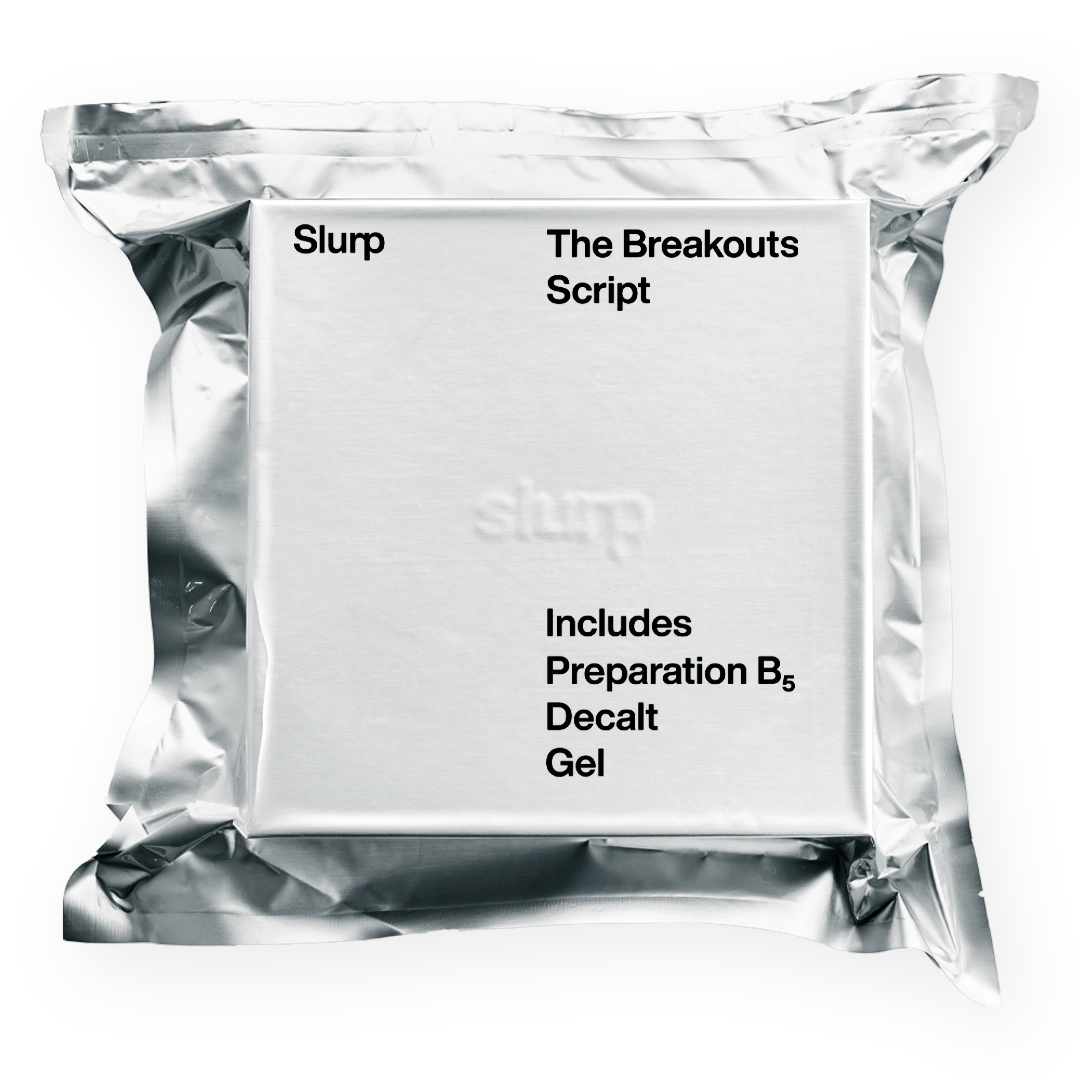 Slurp
The Breakouts
Script
slurp
Includes
Preparation B₅
Decalt
Gel